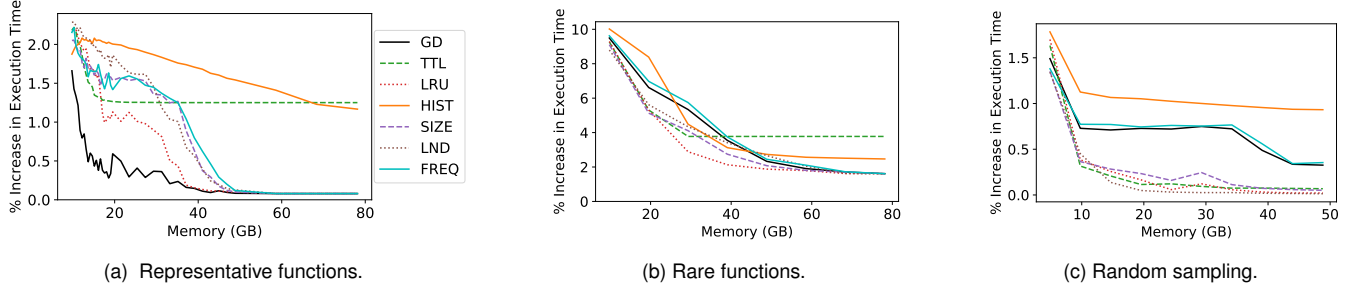 % Increase in Execution Time
2.0
1.5
1.0
0.5
0.0
20
40
60
80
Memory (GB)
GD
TTL
LRU
HIST
SIZE
LND
FREQ
(a) Representative functions.
% Increase in Execution Time
10
8
6
4
2
0
20
40
60
80
Memory (GB)
(b) Rare functions.
% Increase in Execution Time
1.5
1.0
0.5
0.0
10
20
30
40
50
Memory (GB)
(c) Random sampling.